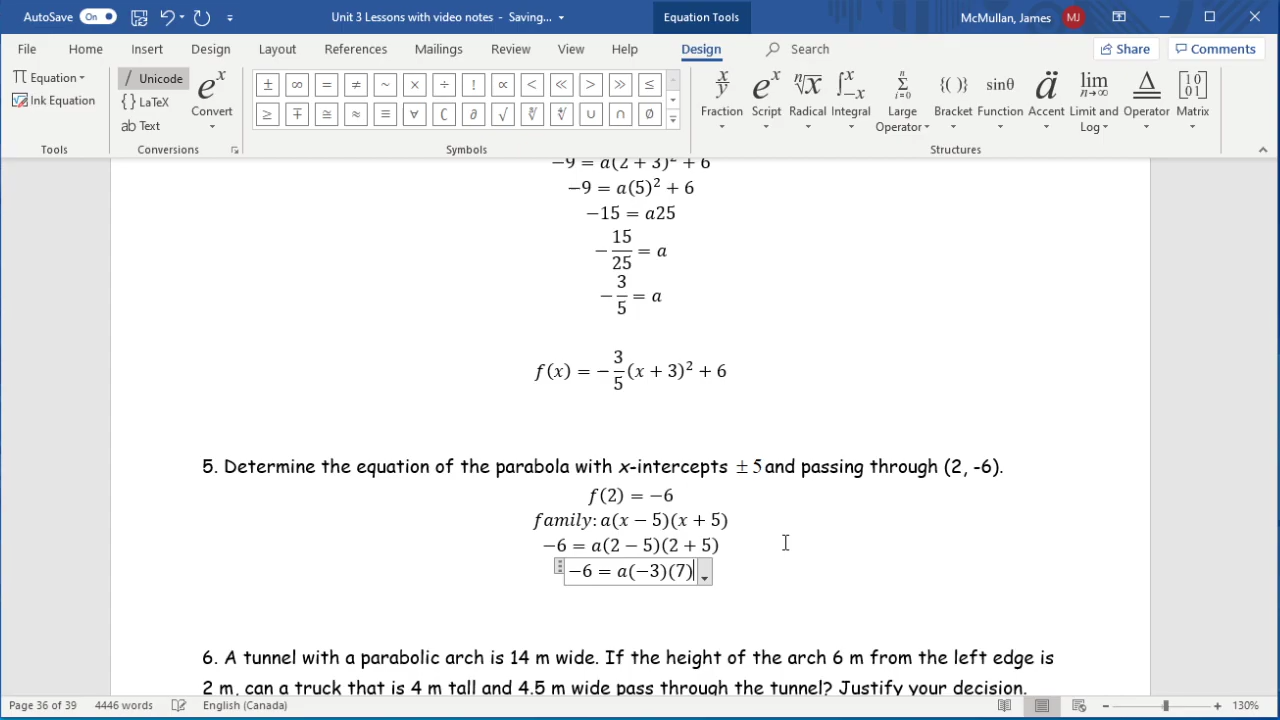 AutoSave On Unit 3 Lessons with video notes - Saving... Equation Tools McMullan, James MJ
File Home Insert Design Layout References Mailings Review View Help Design Search Share Comments
Equation
Ink Equation
Unicode
LaTeX
ab Text
e^x Convert
± ∞ = ≠ ~ × ÷ ! ∝ < ≪ > ≫ ≤
≥ ∓ ≅ ≈ ≡ ∀ ∁ ∂ √ ∛ ∜ ∪ ∩ ∅
Fraction Script Radical Integral Large Operator Bracket Function Accent Limit and Log Operator Matrix
Tools Conversions Symbols Structures
−9 = a(2 + 3)² + 6
−9 = a(5)² + 6
−15 = a25
−15/25 = a
−3/5 = a
f(x) = −3/5(x + 3)² + 6
5. Determine the equation of the parabola with x-intercepts ± 5 and passing through (2, -6).
f(2) = −6
family: a(x − 5)(x + 5)
−6 = a(2 − 5)(2 + 5)
−6 = a(−3)(7)
6. A tunnel with a parabolic arch is 14 m wide. If the height of the arch 6 m from the left edge is
2 m, can a truck that is 4 m tall and 4.5 m wide pass through the tunnel? Justify your decision.
Page 36 of 39 4446 words English (Canada) 130%